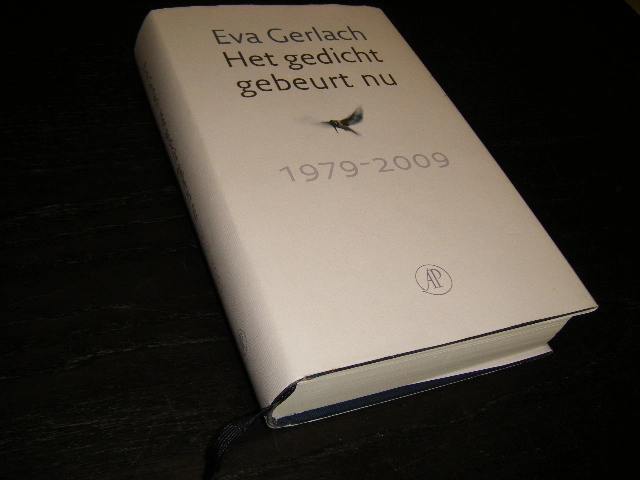 Eva Gerlach
Het gedicht
gebeurt nu
1979-2009
AP